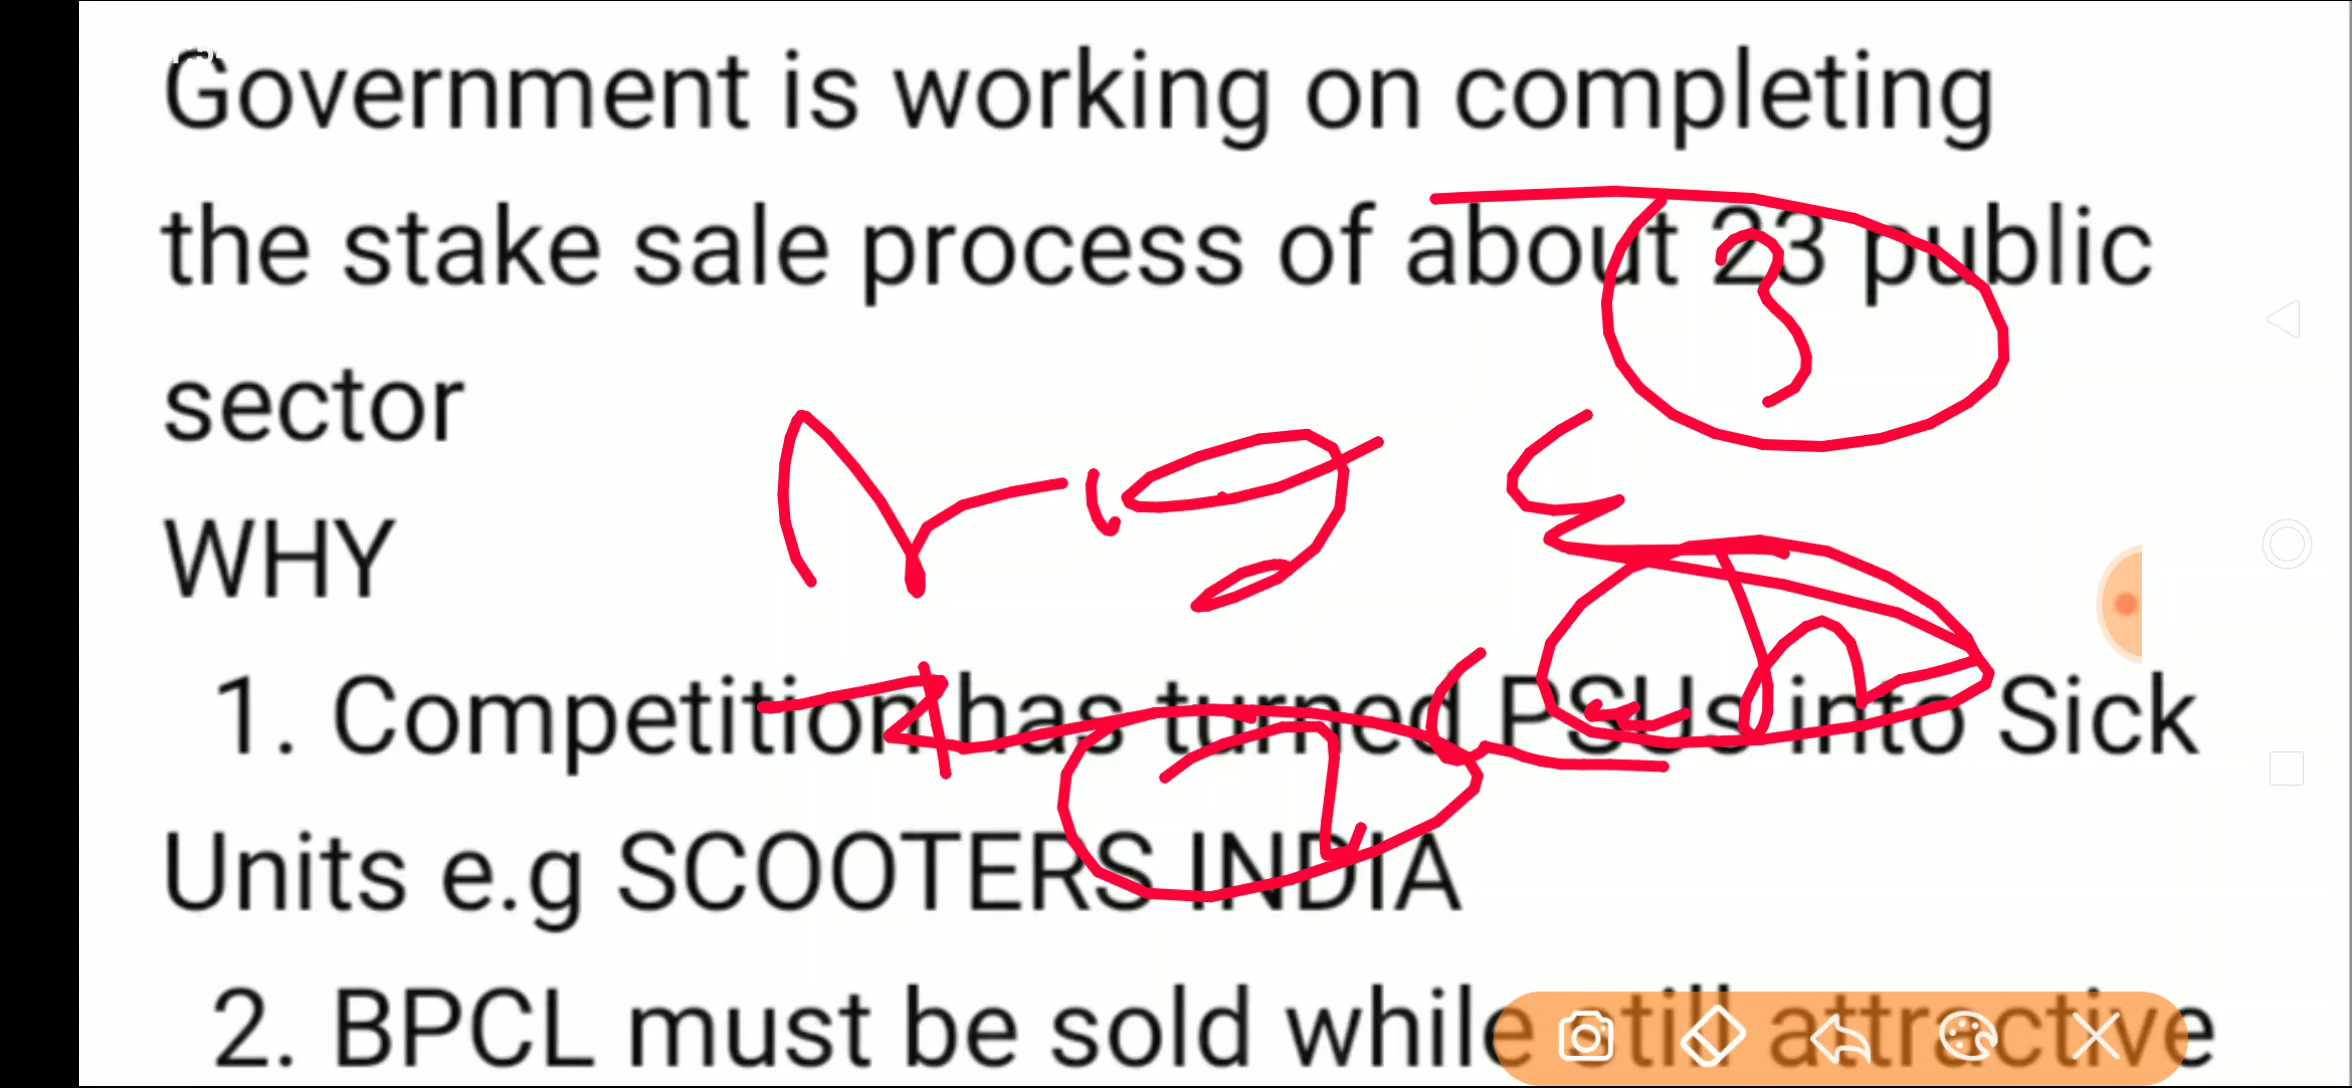 Government is working on completing
the stake sale process of about 23 public
sector
WHY
1. Competition has turned PSUs into Sick
Units e.g SCOOTERS INDIA
2. BPCL must be sold while still attractive